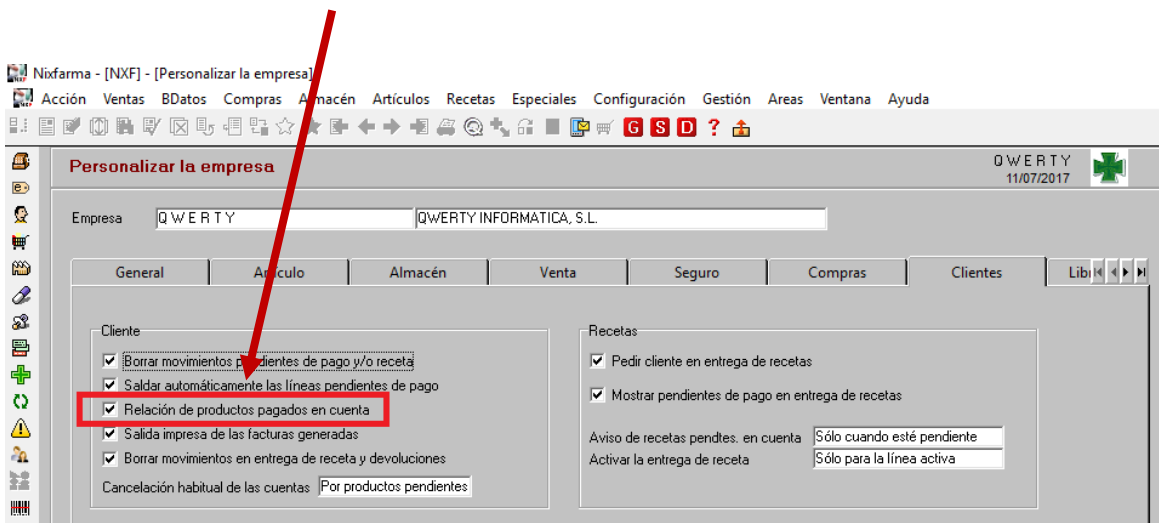 Nixfarma - [NXF] - [Personalizar la empresa]
Acción Ventas BDatos Compras Almacén Artículos Recetas Especiales Configuración Gestión Areas Ventana Ayuda
G S D ?
Personalizar la empresa
QWERTY
11/07/2017
Empresa QWERTY QWERTY INFORMATICA, S.L.
General Artículo Almacén Venta Seguro Compras Clientes
Cliente
Borrar movimientos pendientes de pago y/o receta
Saldar automáticamente las líneas pendientes de pago
Relación de productos pagados en cuenta
Salida impresa de las facturas generadas
Borrar movimientos en entrega de receta y devoluciones
Cancelación habitual de las cuentas Por productos pendientes
Recetas
Pedir cliente en entrega de recetas
Mostrar pendientes de pago en entrega de recetas
Aviso de recetas pendtes. en cuenta Sólo cuando esté pendiente
Activar la entrega de receta Sólo para la línea activa